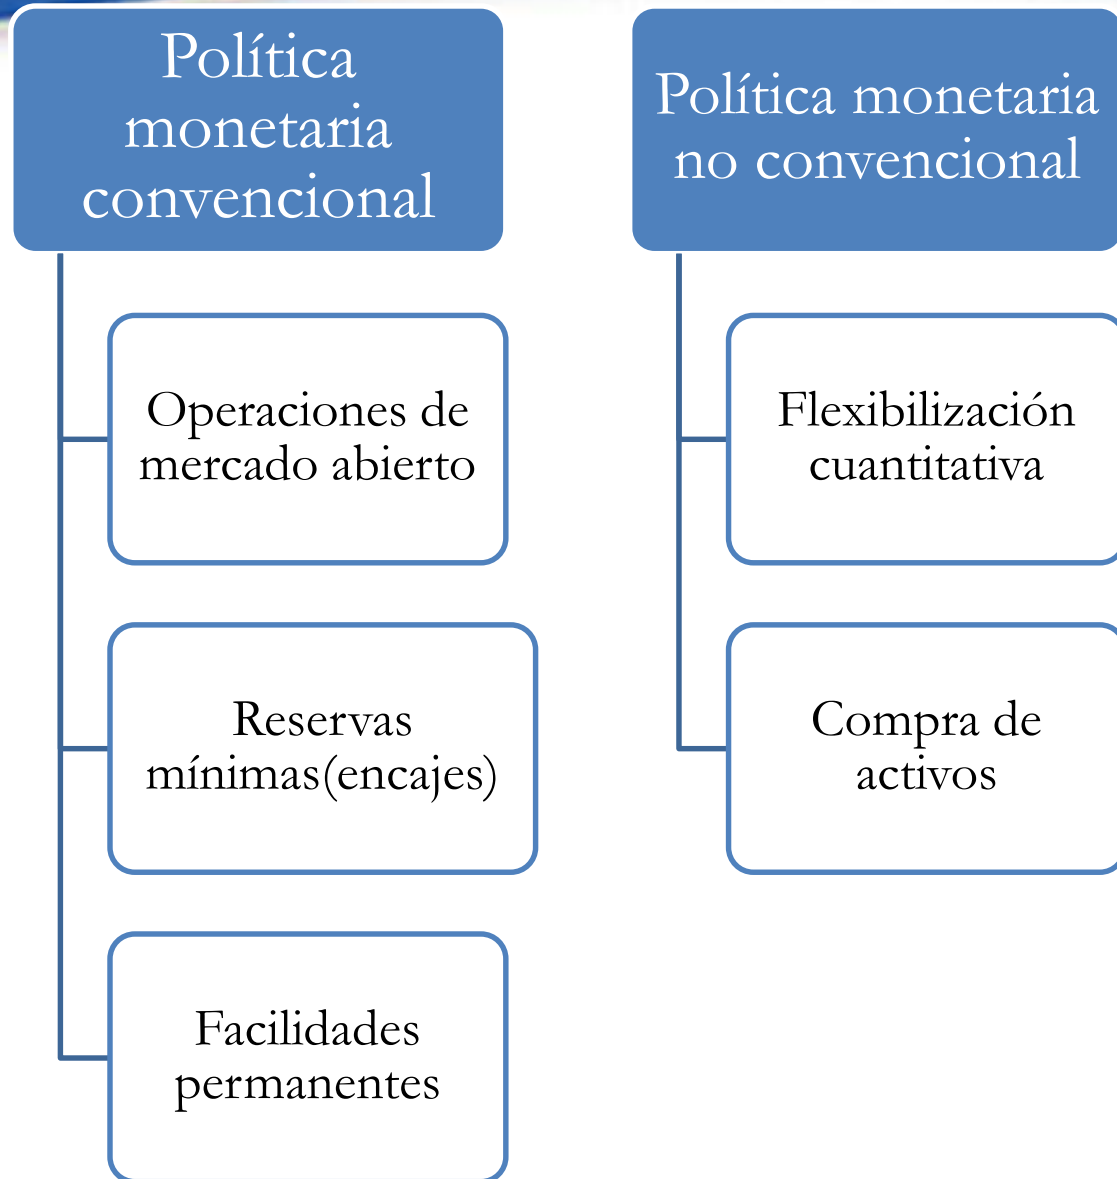 Política
monetaria
convencional
Operaciones de
mercado abierto
Reservas
mínimas(encajes)
Facilidades
permanentes
Política monetaria
no convencional
Flexibilización
cuantitativa
Compra de
activos